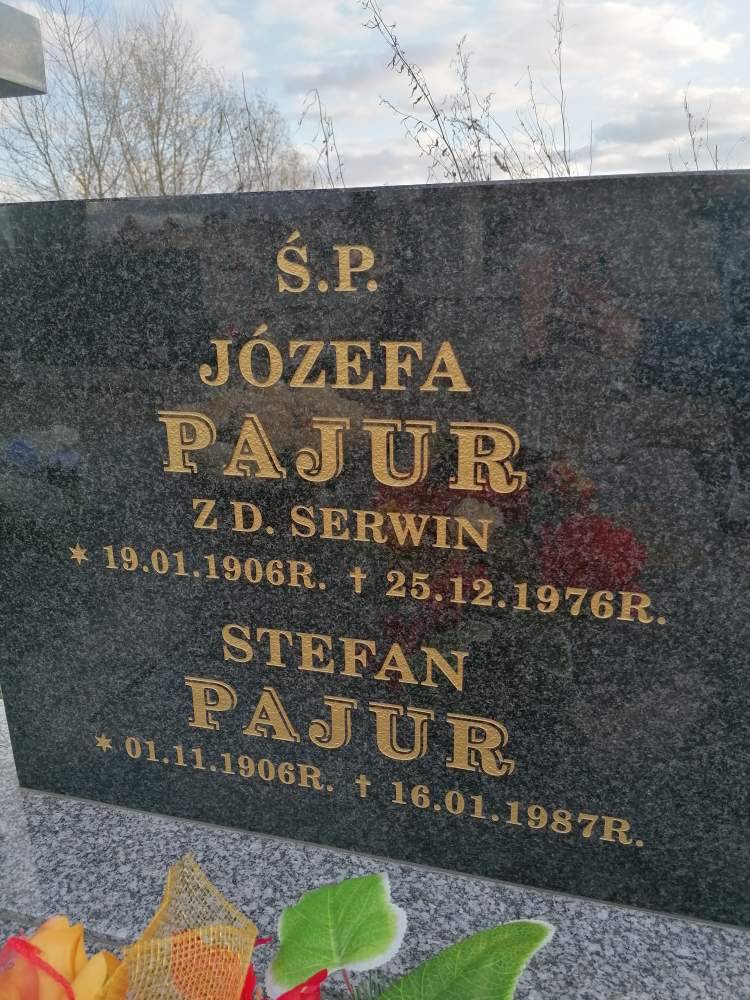 Ś.P.
JÓZEFA
PAJUR
Z D. SERWIN
* 19.01.1906R. † 25.12.1976R.
STEFAN
PAJUR
* 01.11.1906R. † 16.01.1987R.